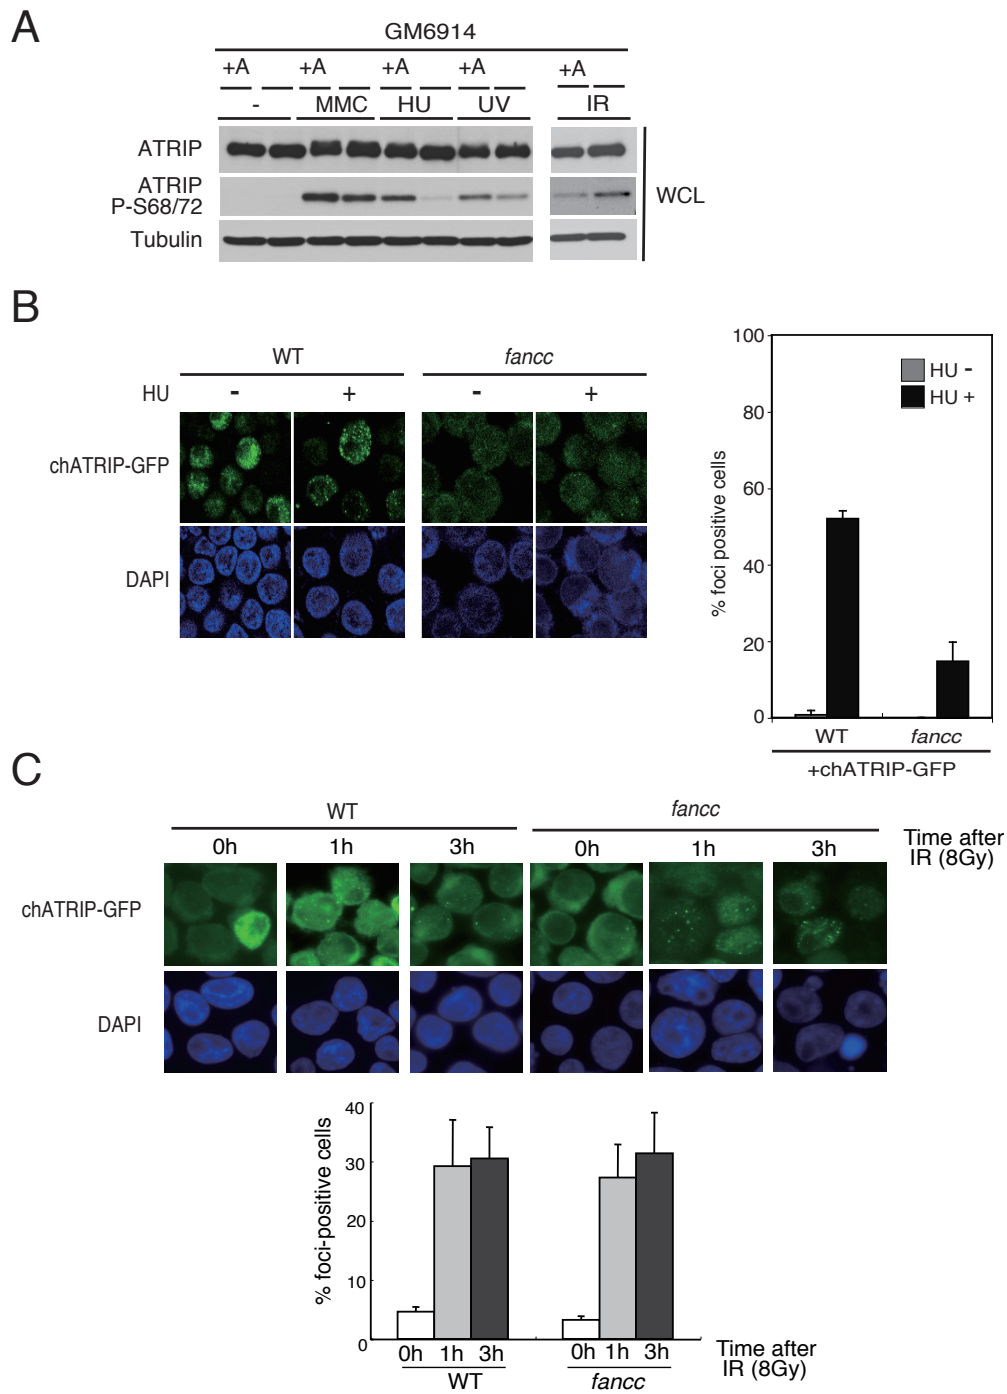 A
GM6914
+A +A +A +A +A
- MMC HU UV IR
ATRIP
ATRIP
P-S68/72
Tubulin
WCL
B
WT fancc
HU - + - +
chATRIP-GFP
DAPI
100
80
60
40
20
0
% foci positive cells
HU -
HU +
WT fancc
+chATRIP-GFP
C
WT fancc
0h 1h 3h 0h 1h 3h
Time after
IR (8Gy)
chATRIP-GFP
DAPI
40
30
20
10
0
% foci-positive cells
0h 1h 3h 0h 1h 3h
WT fancc
Time after
IR (8Gy)